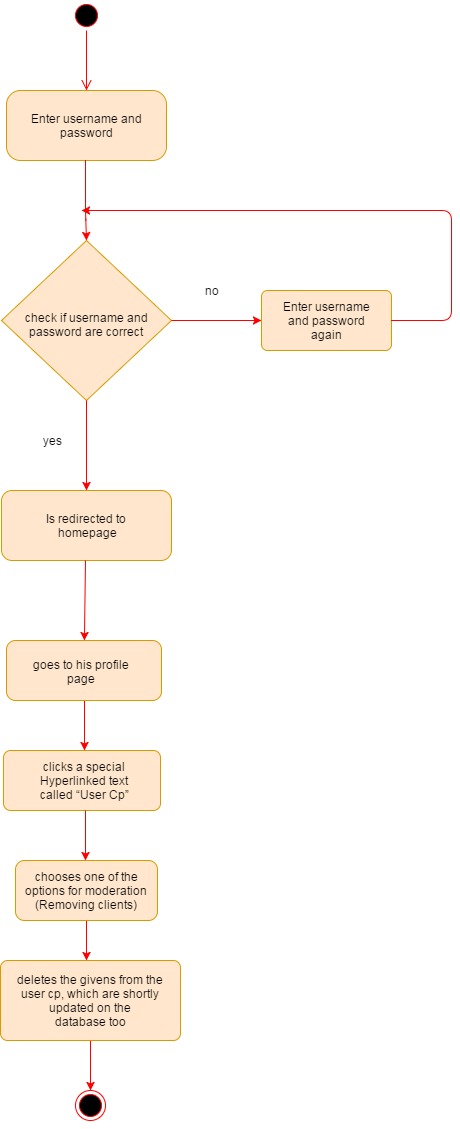 Enter username and
password
check if username and
password are correct
no
Enter username
and password
again
yes
Is redirected to
homepage
goes to his profile
page
clicks a special
Hyperlinked text
called “User Cp”
chooses one of the
options for moderation
(Removing clients)
deletes the givens from the
user cp, which are shortly
updated on the
database too